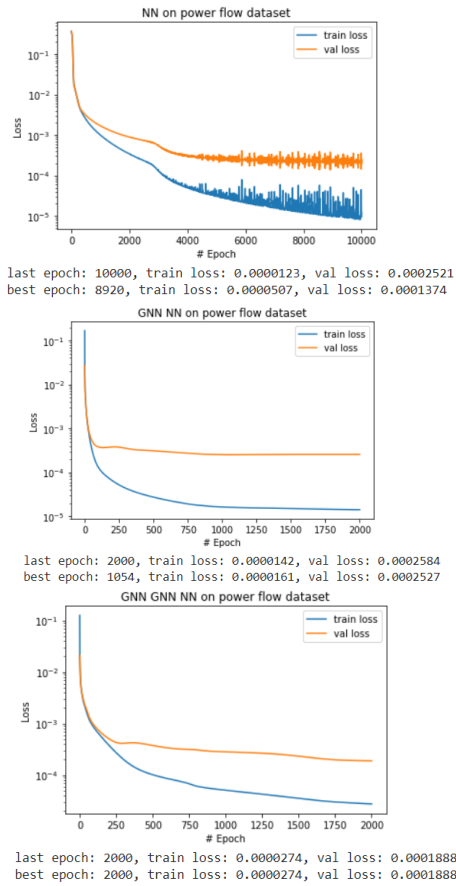 NN on power flow dataset
train loss
val loss
10⁻¹
10⁻²
10⁻³
10⁻⁴
10⁻⁵
Loss
0 2000 4000 6000 8000 10000
# Epoch
last epoch: 10000, train loss: 0.0000123, val loss: 0.0002521
best epoch: 8920, train loss: 0.0000507, val loss: 0.0001374
GNN NN on power flow dataset
train loss
val loss
10⁻¹
10⁻²
10⁻³
10⁻⁴
10⁻⁵
Loss
0 250 500 750 1000 1250 1500 1750 2000
# Epoch
last epoch: 2000, train loss: 0.0000142, val loss: 0.0002584
best epoch: 1054, train loss: 0.0000161, val loss: 0.0002527
GNN GNN NN on power flow dataset
train loss
val loss
10⁻¹
10⁻²
10⁻³
10⁻⁴
Loss
0 250 500 750 1000 1250 1500 1750 2000
# Epoch
last epoch: 2000, train loss: 0.0000274, val loss: 0.0001888
best epoch: 2000, train loss: 0.0000274, val loss: 0.0001888